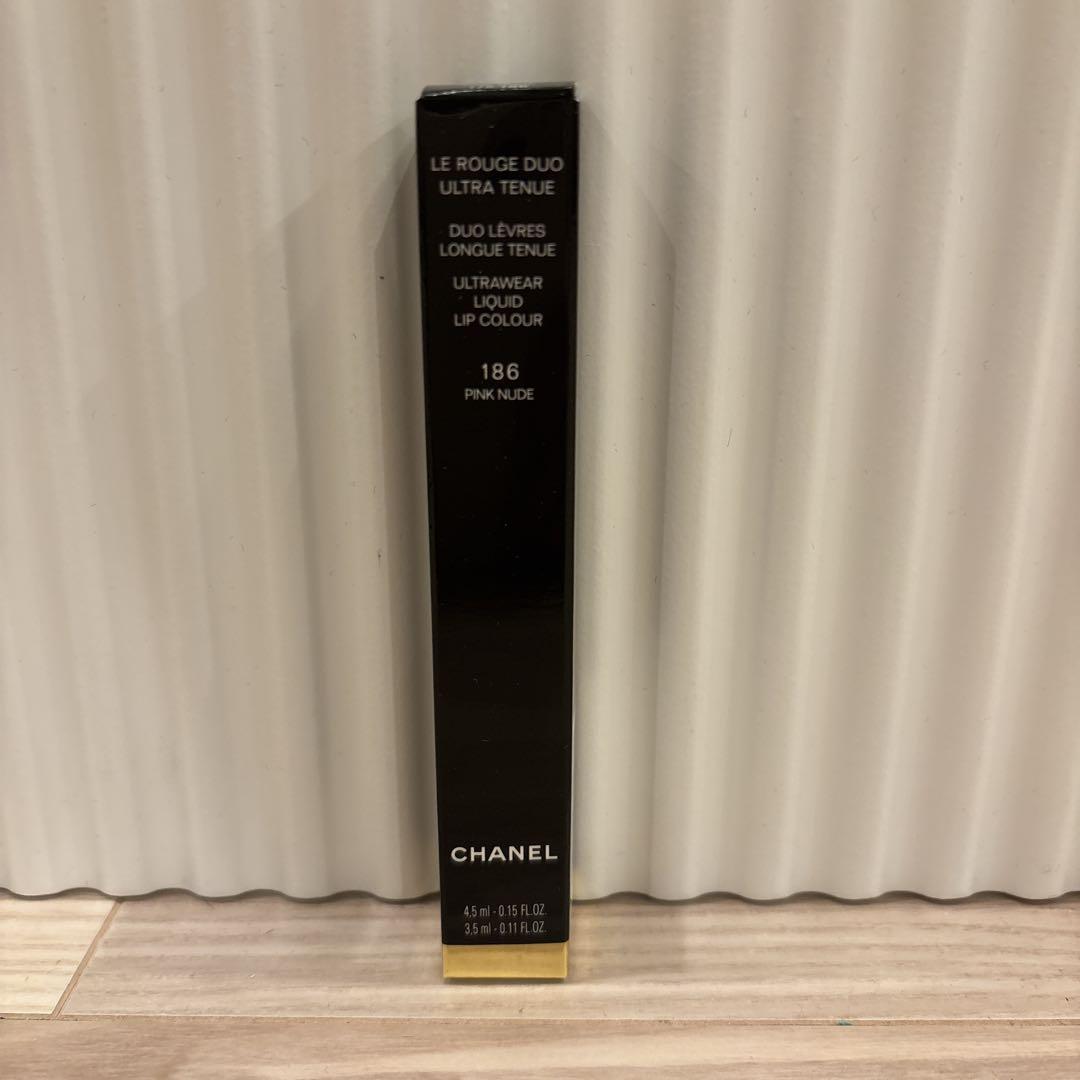 LE ROUGE DUO
ULTRA TENUE
DUO LÈVRES
LONGUE TENUE
ULTRAWEAR
LIQUID
LIP COLOUR
186
PINK NUDE
CHANEL
4,5 ml - 0.15 FL.OZ.
3,5 ml - 0.11 FL.OZ.